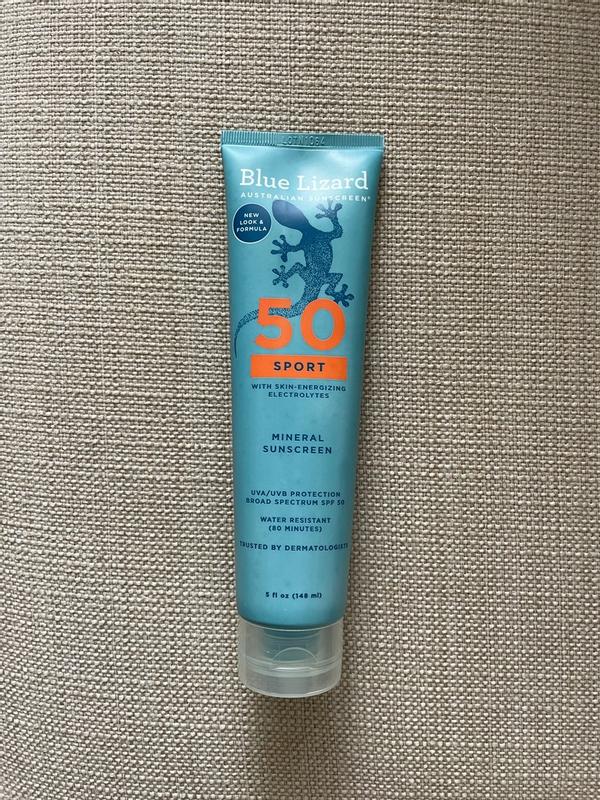 Blue Lizard
AUSTRALIAN SUNSCREEN®
NEW
LOOK &
FORMULA
50
SPORT
WITH SKIN-ENERGIZING
ELECTROLYTES
MINERAL
SUNSCREEN
UVA/UVB PROTECTION
BROAD SPECTRUM SPF 50
WATER RESISTANT
(80 MINUTES)
TRUSTED BY DERMATOLOGISTS
5 fl oz (148 ml)